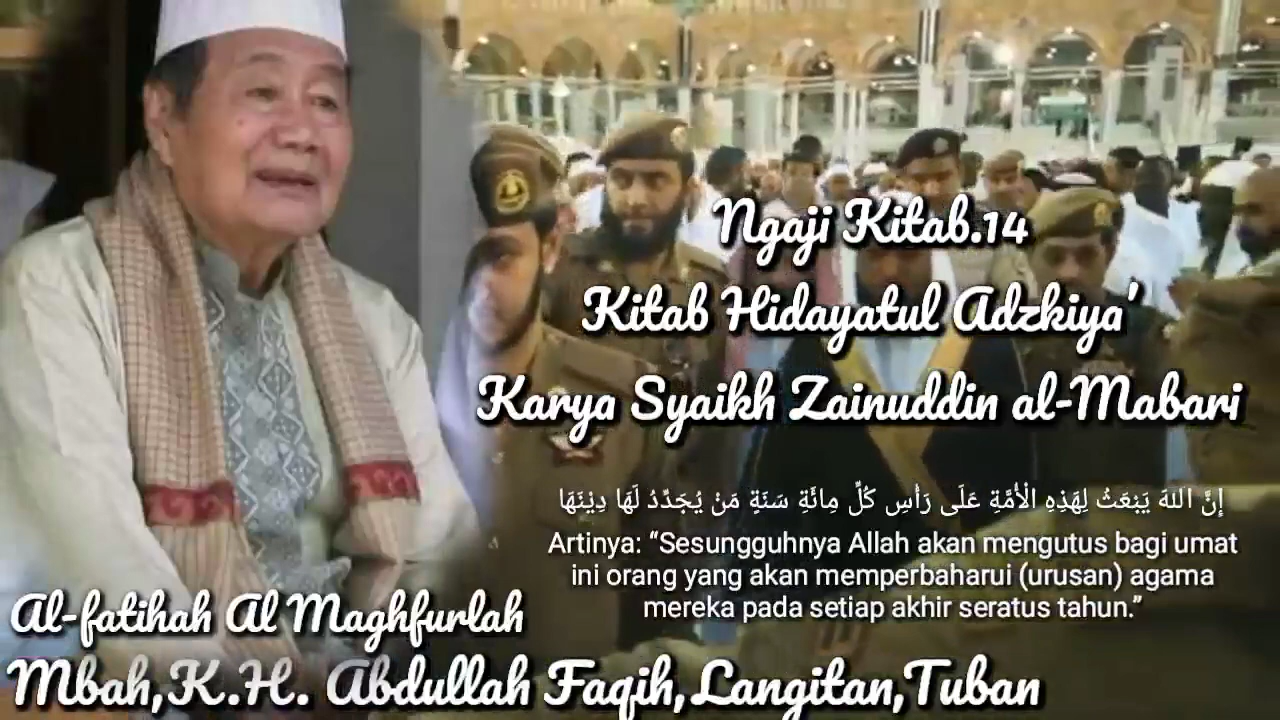 Ngaji Kitab.14
Kitab Hidayatul Adzkiya'
Karya Syaikh Zainuddin al-Mabari
إِنَّ اللهَ يَبْعَثُ لِهَذِهِ الْأُمَّةِ عَلَى رَأْسِ كُلِّ مِائَةِ سَنَةٍ مَنْ يُجَدِّدُ لَهَا دِيْنَهَا
Artinya: “Sesungguhnya Allah akan mengutus bagi umat
ini orang yang akan memperbaharui (urusan) agama
mereka pada setiap akhir seratus tahun.”
Al-fatihah Al Maghfurlah
Mbah,K.H. Abdullah Faqih,Langitan,Tuban